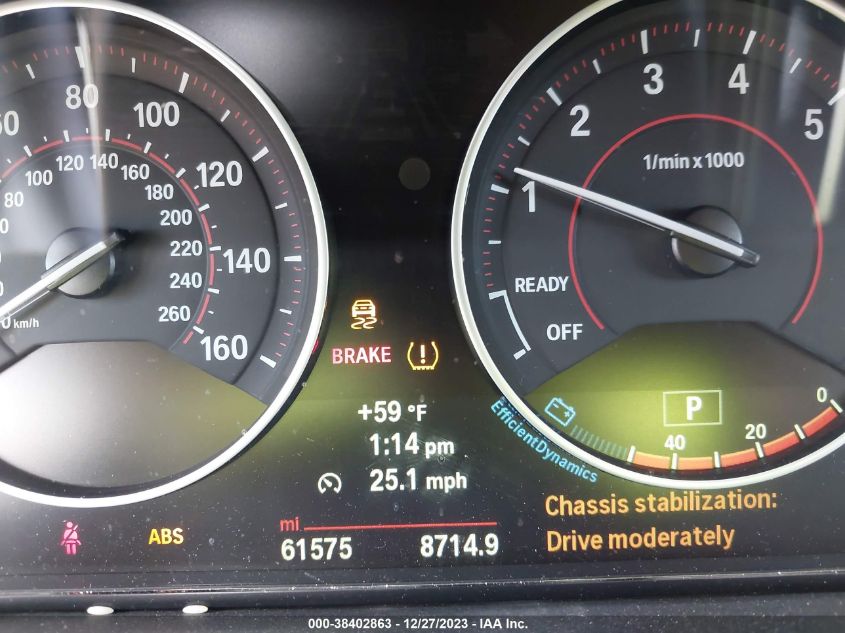 80
100
120
140
160
80
100
120
140
160
180
200
220
240
260
km/h
1
2
3
4
5
1/min x 1000
READY
OFF
BRAKE
+59 °F
1:14 pm
25.1 mph
P
40
20
0
EfficientDynamics
Chassis stabilization:
Drive moderately
ABS
mi
61575
8714.9
000-38402863 - 12/27/2023 - IAA Inc.